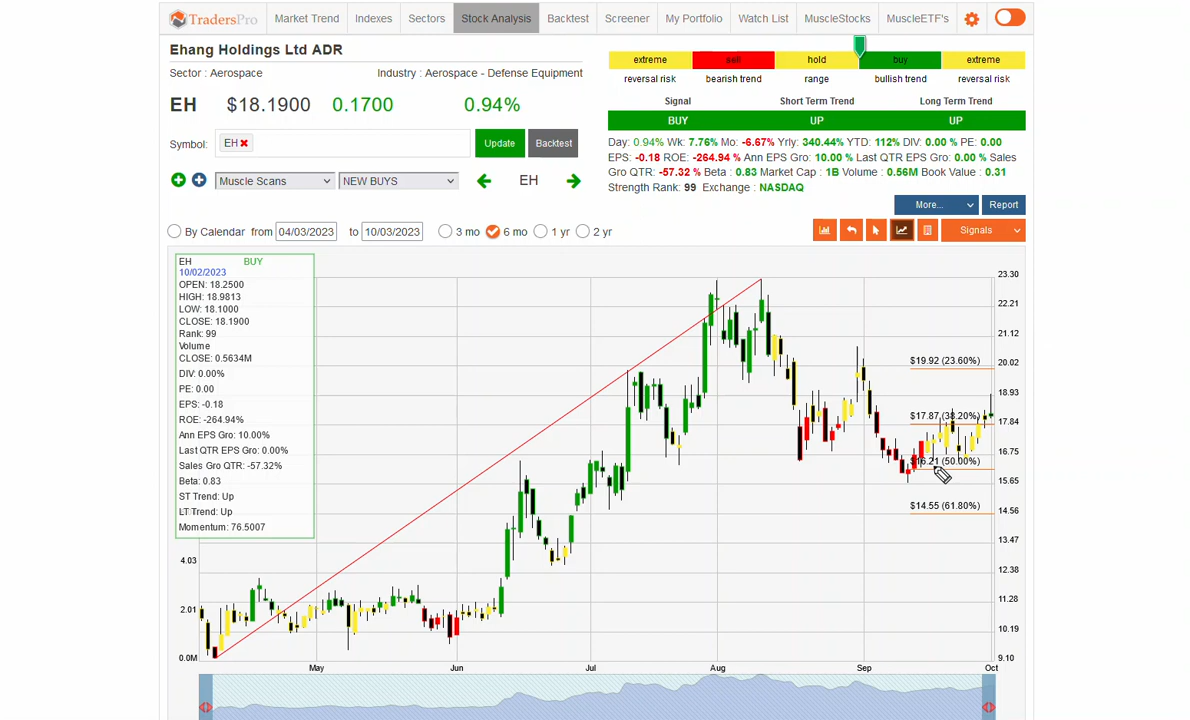 TradersPro
Market Trend
Indexes
Sectors
Stock Analysis
Backtest
Screener
My Portfolio
Watch List
MuscleStocks
MuscleETF's
Ehang Holdings Ltd ADR
Sector : Aerospace
Industry : Aerospace - Defense Equipment
EH $18.1900 0.1700 0.94%
Symbol: EH
Update
Backtest
Muscle Scans
NEW BUYS
EH
extreme sell hold buy extreme
reversal risk bearish trend range bullish trend reversal risk
Signal Short Term Trend Long Term Trend
BUY UP UP
Day: 0.94% Wk: 7.76% Mo: -6.67% Yrly: 340.44% YTD: 112% DIV: 0.00 % PE: 0.00
EPS: -0.18 ROE: -264.94 % Ann EPS Gro: 10.00 % Last QTR EPS Gro: 0.00 % Sales
Gro QTR: -57.32 % Beta : 0.83 Market Cap : 1B Volume : 0.56M Book Value : 0.31
Strength Rank: 99 Exchange : NASDAQ
More...
Report
By Calendar from 04/03/2023 to 10/03/2023
3 mo
6 mo
1 yr
2 yr
Signals
EH BUY
10/02/2023
OPEN: 18.2500
HIGH: 18.9813
LOW: 18.1000
CLOSE: 18.1900
Rank: 99
Volume
CLOSE: 0.5634M
DIV: 0.00%
PE: 0.00
EPS: -0.18
ROE: -264.94%
Ann EPS Gro: 10.00%
Last QTR EPS Gro: 0.00%
Sales Gro QTR: -57.32%
Beta: 0.83
ST Trend: Up
LT Trend: Up
Momentum: 76.5007
4.03
2.01
0.0M
$19.92 (23.60%)
$17.87 (38.20%)
$16.21 (50.00%)
$14.55 (61.80%)
23.30
22.21
21.12
20.02
18.93
17.84
16.75
15.65
14.56
13.47
12.38
11.28
10.19
9.10
May
Jun
Jul
Aug
Sep
Oct